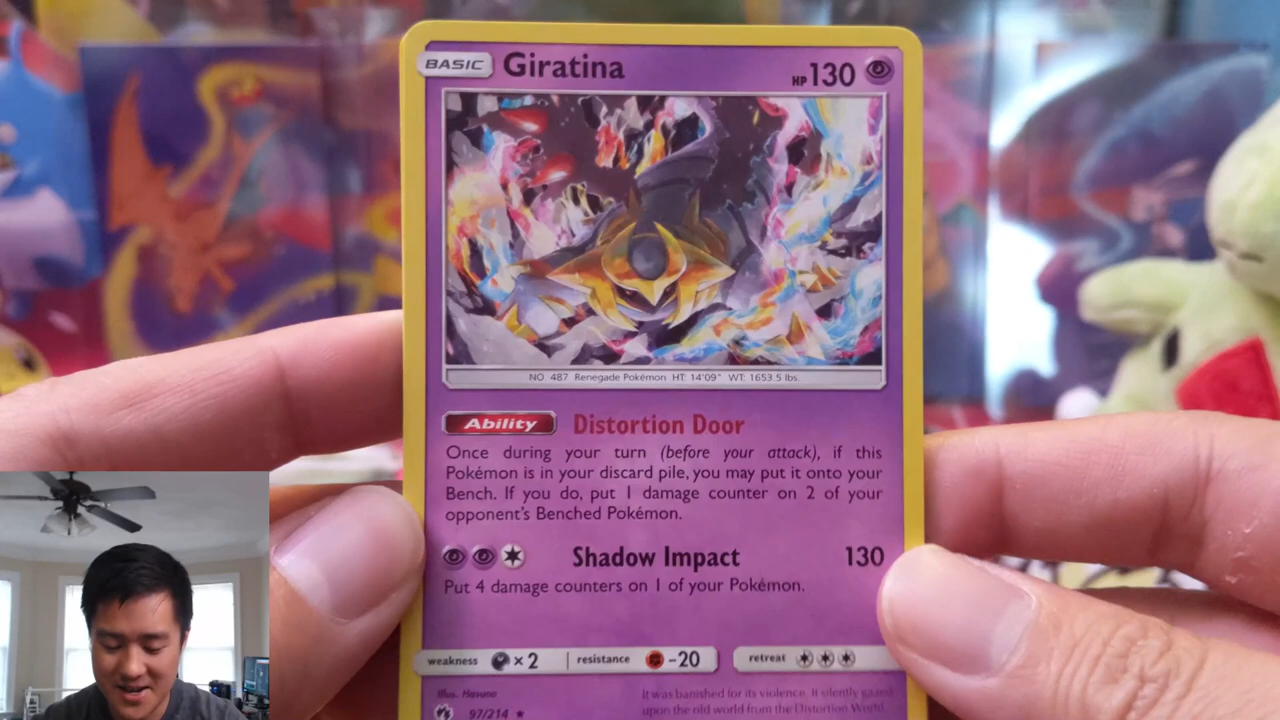 BASIC Giratina HP 130
NO. 487 Renegade Pokémon HT: 14'09" WT: 1653.5 lbs.
Ability Distortion Door
Once during your turn (before your attack), if this
Pokémon is in your discard pile, you may put it onto your
Bench. If you do, put 1 damage counter on 2 of your
opponent's Benched Pokémon.
Shadow Impact 130
Put 4 damage counters on 1 of your Pokémon.
weakness ×2 resistance -20 retreat
Illus. Hasuno
It was banished for its violence. It silently gazed
97/214 ★
upon the old world from the Distortion World.